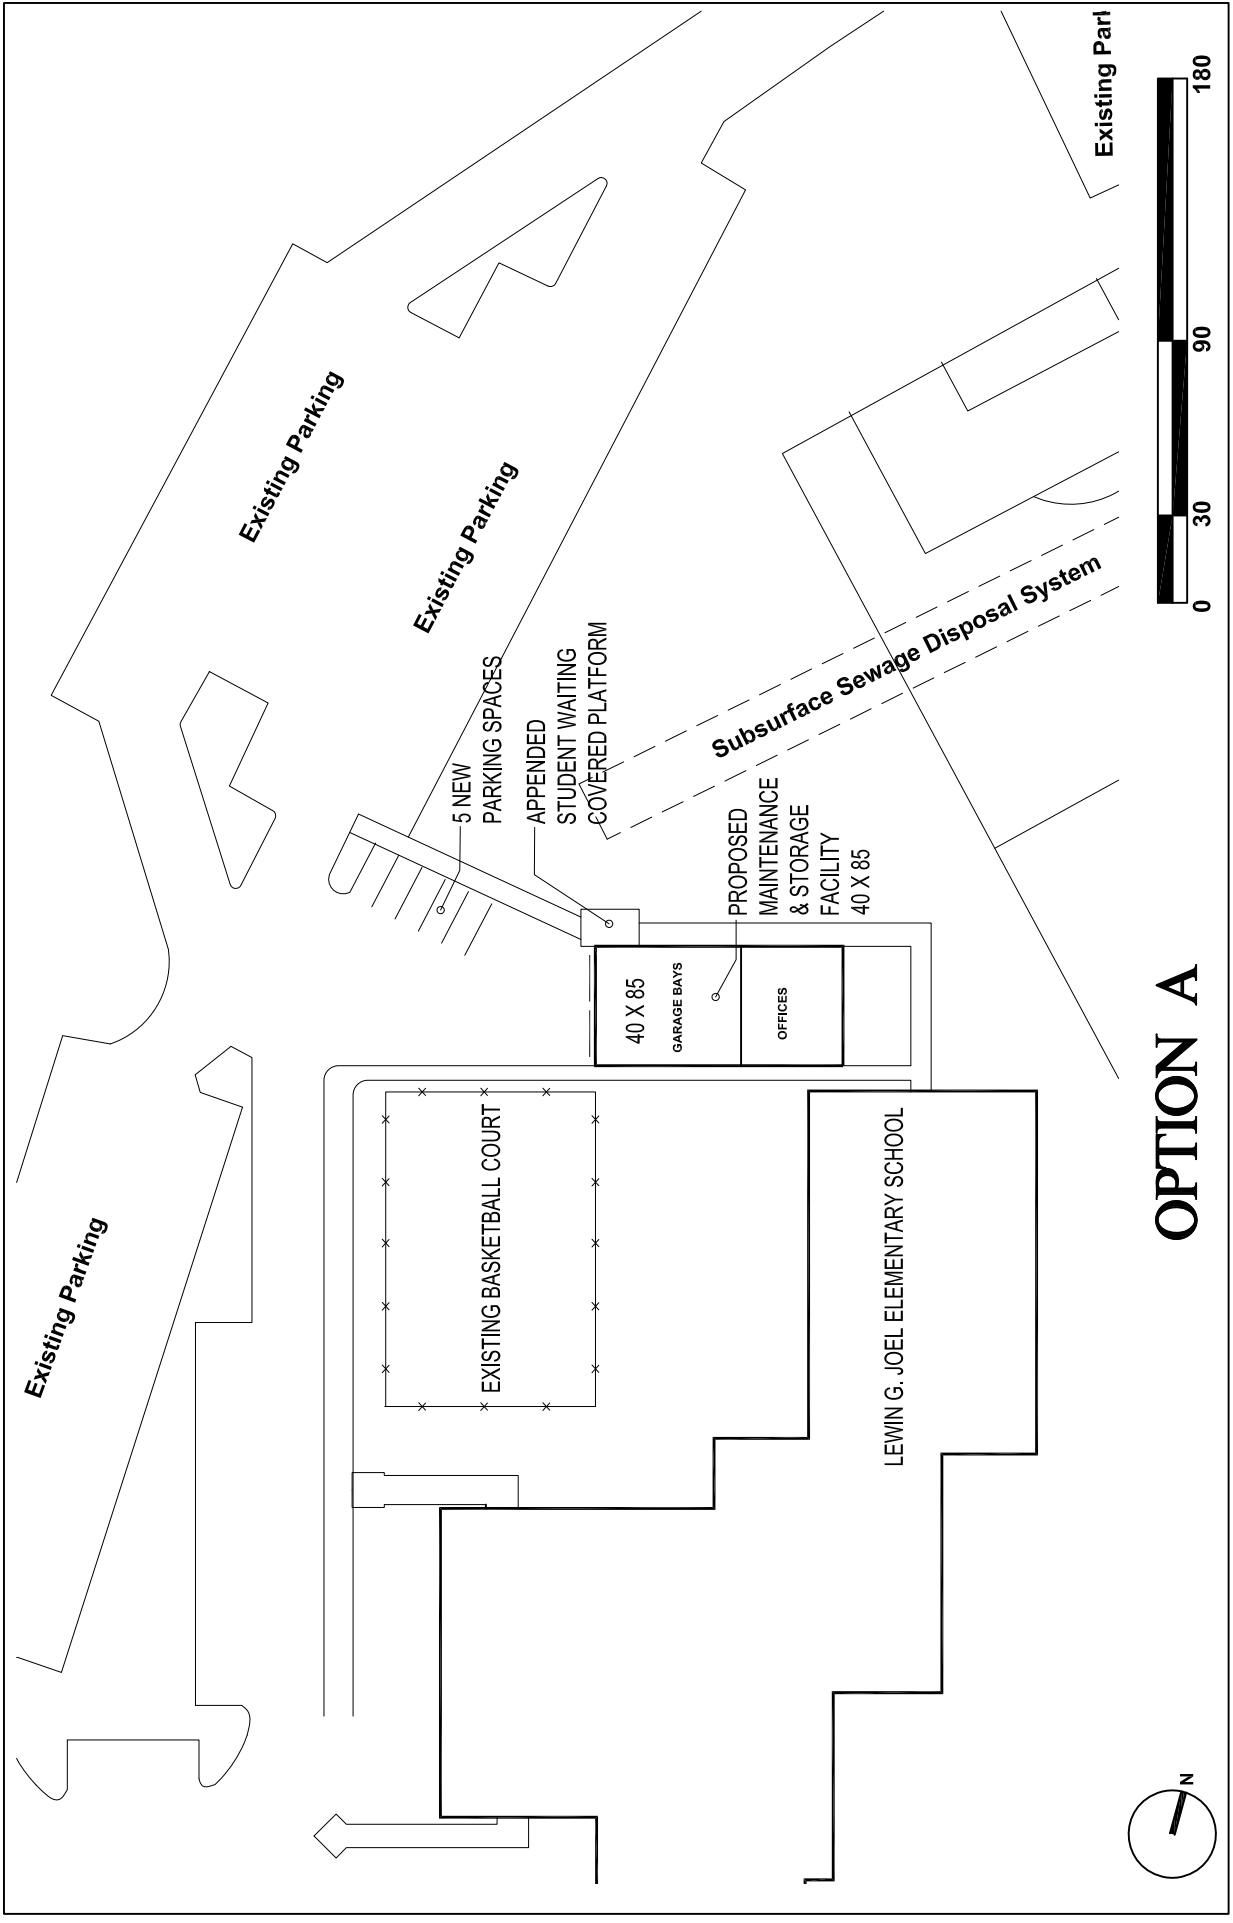 Existing Parking
Existing Parking
Existing Parking
Existing Parl
5 NEW
PARKING SPACES
APPENDED
STUDENT WAITING
COVERED PLATFORM
Subsurface Sewage Disposal System
PROPOSED
MAINTENANCE
& STORAGE
FACILITY
40 X 85
40 X 85
GARAGE BAYS
OFFICES
EXISTING BASKETBALL COURT
LEWIN G. JOEL ELEMENTARY SCHOOL
OPTION A
0 30 90 180
N